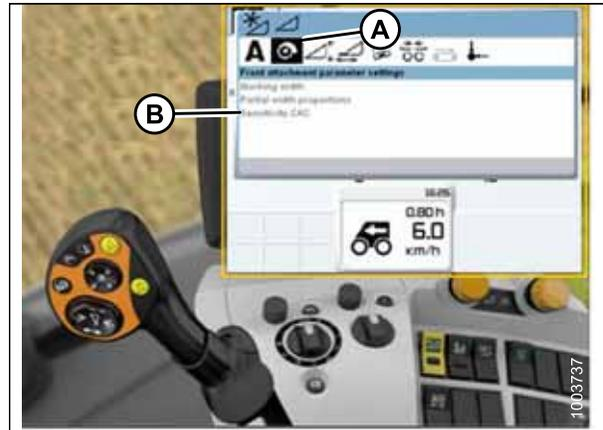 A
A
Front attachment parameter settings
Working width
Partial width proportions
Sensitivity CAC
B
0.80 h
6.0
km/h
1003737